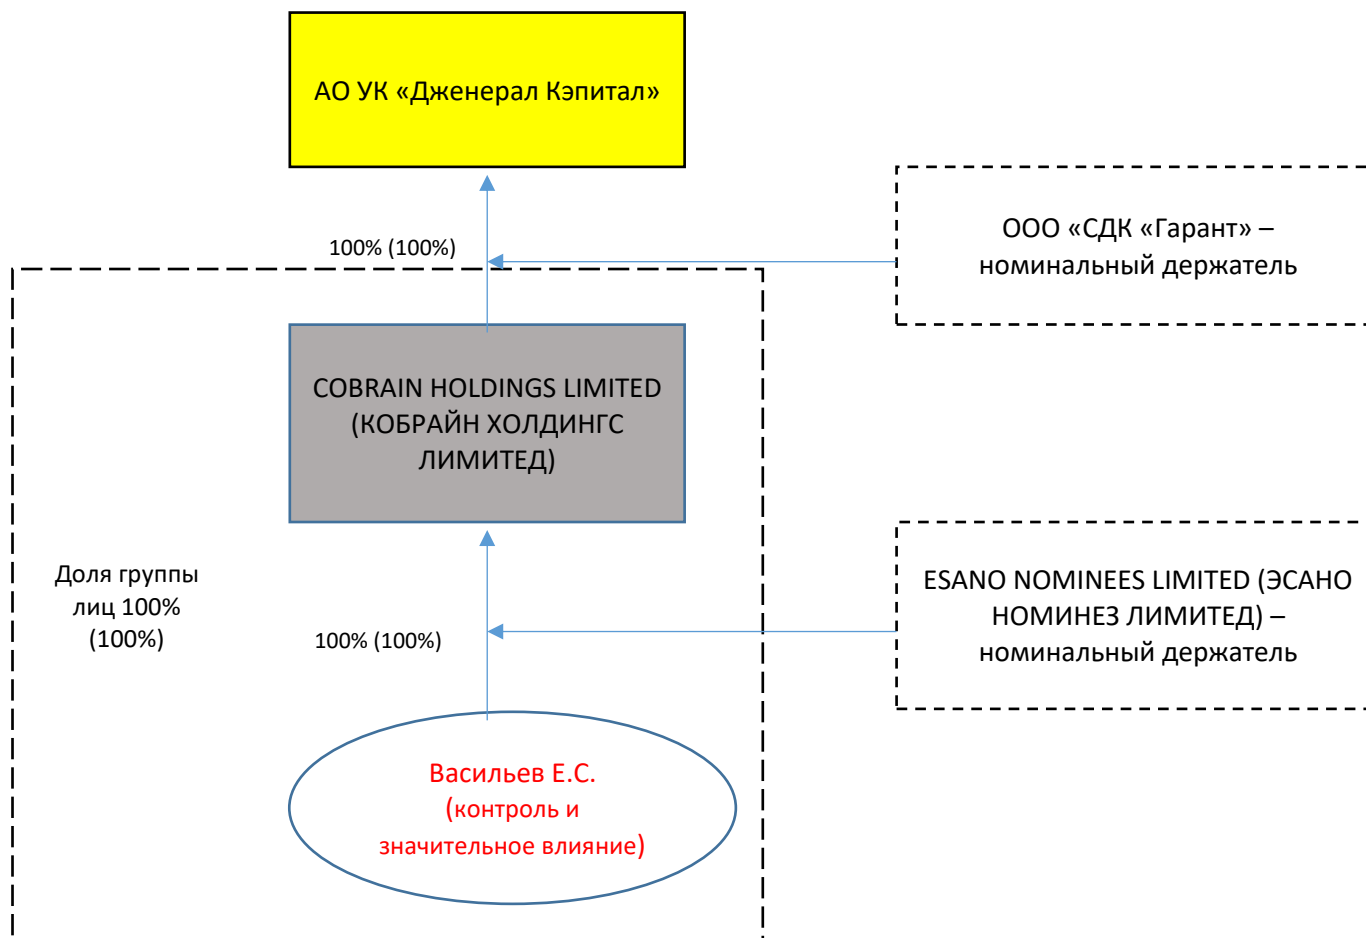 АО УК «Дженерал Кэпитал»
ООО «СДК «Гарант» –
номинальный держатель
100% (100%)
COBRAIN HOLDINGS LIMITED
(КОБРАЙН ХОЛДИНГС
ЛИМИТЕД)
Доля группы
лиц 100%
(100%)
100% (100%)
ESANO NOMINEES LIMITED (ЭСАНО
НОМИНЕЗ ЛИМИТЕД) –
номинальный держатель
Васильев Е.С.
(контроль и
значительное влияние)